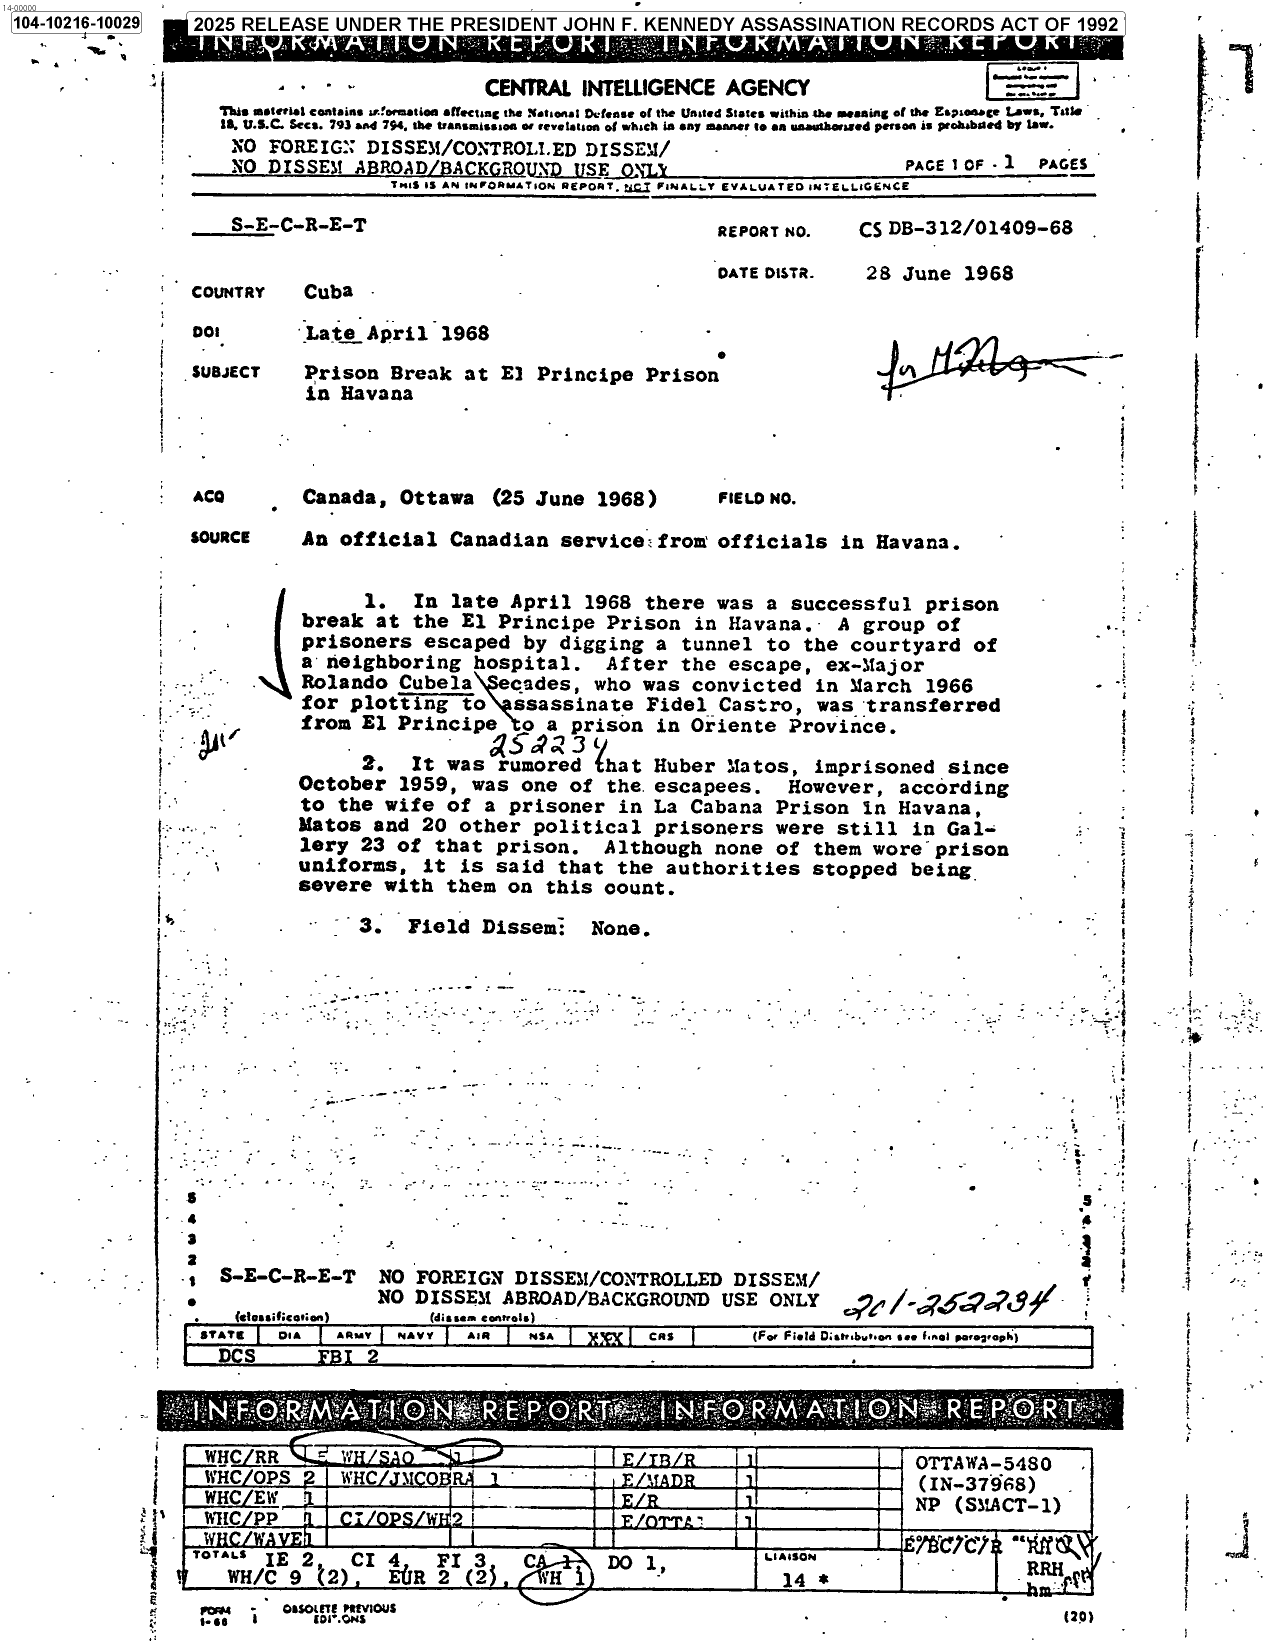 14-00000
104-10216-10029
2025 RELEASE UNDER THE PRESIDENT JOHN F. KENNEDY ASSASSINATION RECORDS ACT OF 1992
INFORMATION REPORT INFORMATION REPORT
CENTRAL INTELLIGENCE AGENCY
This material contains information affecting the National Defense of the United States within the meaning of the Espionage Laws, Title
18, U.S.C. Secs. 793 and 794, the transmission or revelation of which in any manner to an unauthorized person is prohibited by law.
NO FOREIGN DISSEM/CONTROLLED DISSEM/
NO DISSEM ABROAD/BACKGROUND USE ONLY
PAGE 1 OF 1 PAGES
THIS IS AN INFORMATION REPORT, NOT FINALLY EVALUATED INTELLIGENCE
S-E-C-R-E-T
REPORT NO. CS DB-312/01409-68
DATE DISTR. 28 June 1968
COUNTRY Cuba
DOI Late April 1968
SUBJECT Prison Break at El Principe Prison
in Havana
for
ACQ Canada, Ottawa (25 June 1968) FIELD NO.
SOURCE An official Canadian service from officials in Havana.
1. In late April 1968 there was a successful prison
break at the El Principe Prison in Havana. A group of
prisoners escaped by digging a tunnel to the courtyard of
a neighboring hospital. After the escape, ex-Major
Rolando Cubela Secades, who was convicted in March 1966
for plotting to assassinate Fidel Castro, was transferred
from El Principe to a prison in Oriente Province.
201-
252234
2. It was rumored that Huber Matos, imprisoned since
October 1959, was one of the escapees. However, according
to the wife of a prisoner in La Cabana Prison in Havana,
Matos and 20 other political prisoners were still in Gal-
lery 23 of that prison. Although none of them wore prison
uniforms, it is said that the authorities stopped being
severe with them on this count.
3. Field Dissem: None.
5
4
3
2
1
S-E-C-R-E-T NO FOREIGN DISSEM/CONTROLLED DISSEM/
NO DISSEM ABROAD/BACKGROUND USE ONLY
201-252234
(classification) (dissem controls)
STATE DIA ARMY NAVY AIR NSA XXX CRS (For Field Distribution see final paragraph)
DCS FBI 2
INFORMATION REPORT INFORMATION REPORT
WHC/RR WH/SAO 1 E/IB/R 1
WHC/OPS 2 WHC/JMCOBRA 1 E/MADR 1
WHC/EW 1 E/R 1
WHC/PP 1 CI/OPS/WH 2 E/OTTA 1
WHC/WAVE 1
OTTAWA-5480
(IN-37968)
NP (SMACT-1)
E/BC/C/R
TOTALS IE 2, CI 4, FI 3, CA 1, DO 1,
WH/C 9 (2), EUR 2 (2), WH 1
LIAISON
14 *
RRH
hm
FORM
1-68
OBSOLETE PREVIOUS
EDITIONS
(20)